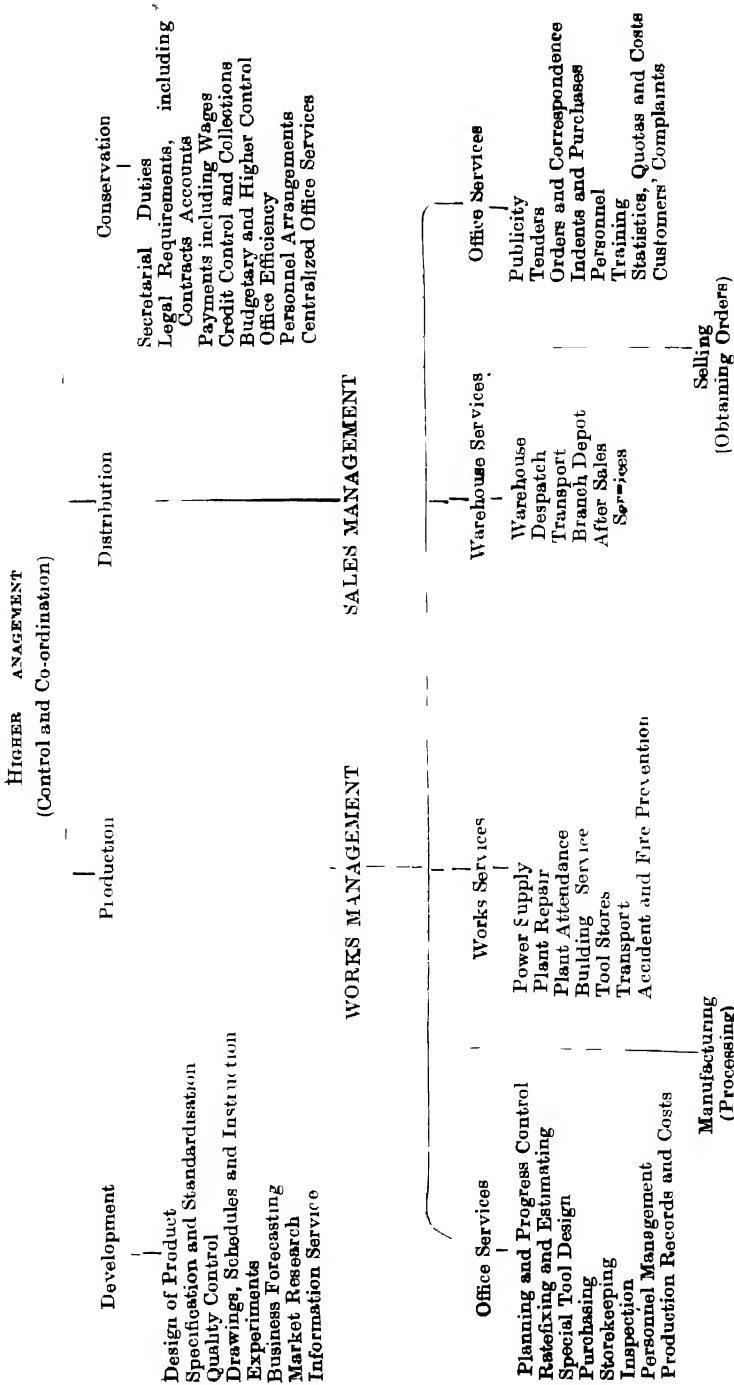 HIGHER ANAGEMENT
(Control and Co-ordination)
Development
Production
Distribution
Conservation
Design of Product
Specification and Standardisation
Quality Control
Drawings, Schedules and Instruction
Experiments
Business Forecasting
Market Research
Information Service
Secretarial Duties
Legal Requirements, including
Contracts Accounts
Payments including Wages
Credit Control and Collections
Budgetary and Higher Control
Office Efficiency
Personnel Arrangements
Centralized Office Services
WORKS MANAGEMENT
SALES MANAGEMENT
Office Services
Planning and Progress Control
Ratefixing and Estimating
Special Tool Design
Purchasing
Storekeeping
Inspection
Personnel Management
Production Records and Costs
Works Services
Power Supply
Plant Repair
Plant Attendance
Building Service
Tool Stores
Transport
Accident and Fire Prevention
Warehouse Services
Warehouse
Despatch
Transport
Branch Depot
After Sales
Services
Office Services
Publicity
Tenders
Orders and Correspondence
Indents and Purchases
Personnel
Training
Statistics, Quotas and Costs
Customers' Complaints
Manufacturing
(Processing)
Selling
(Obtaining Orders)